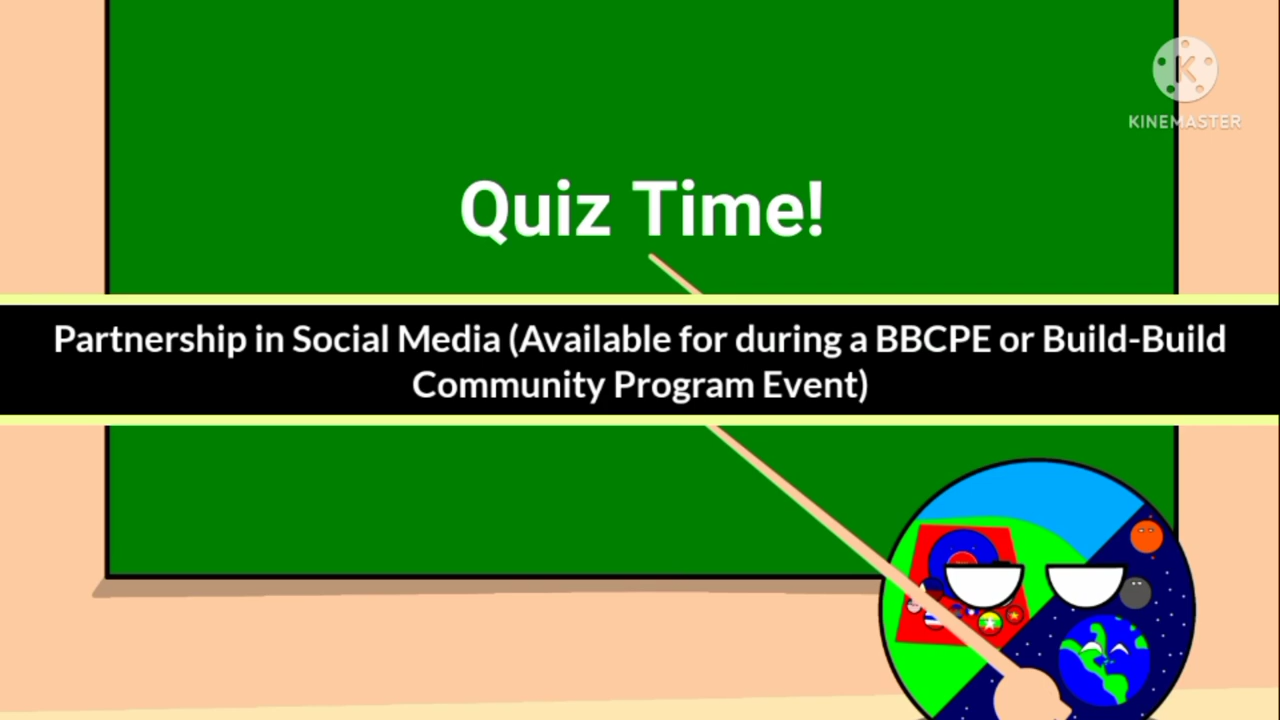 K
KINEMASTER
Quiz Time!
Partnership in Social Media (Available for during a BBCPE or Build-Build
Community Program Event)